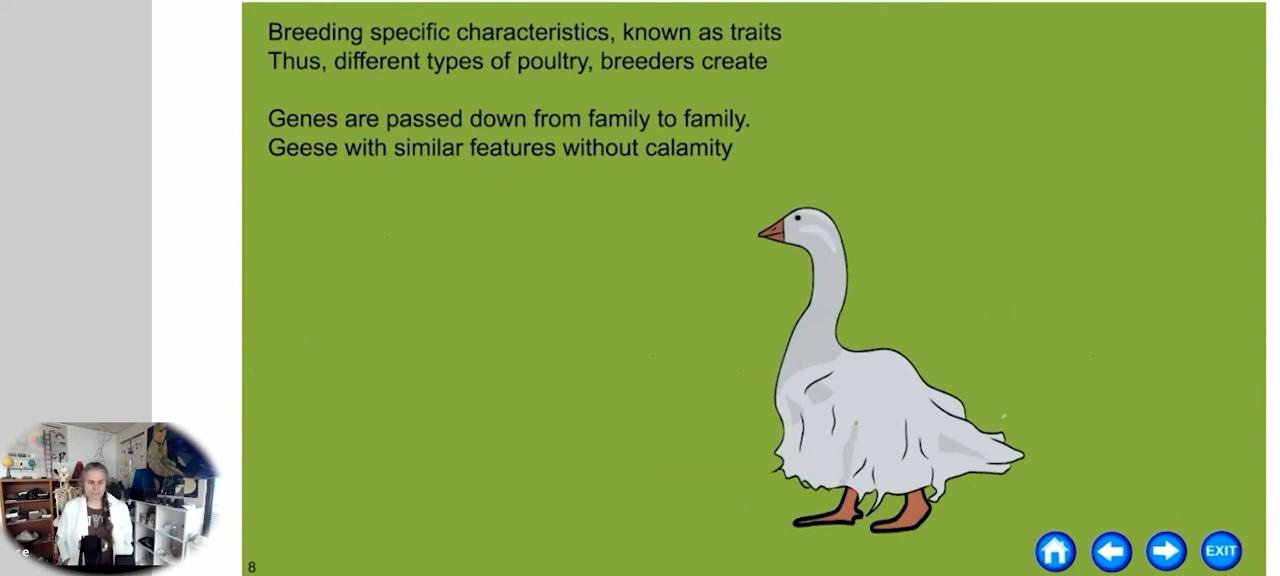 Breeding specific characteristics, known as traits
Thus, different types of poultry, breeders create
Genes are passed down from family to family.
Geese with similar features without calamity
ce
8
EXIT